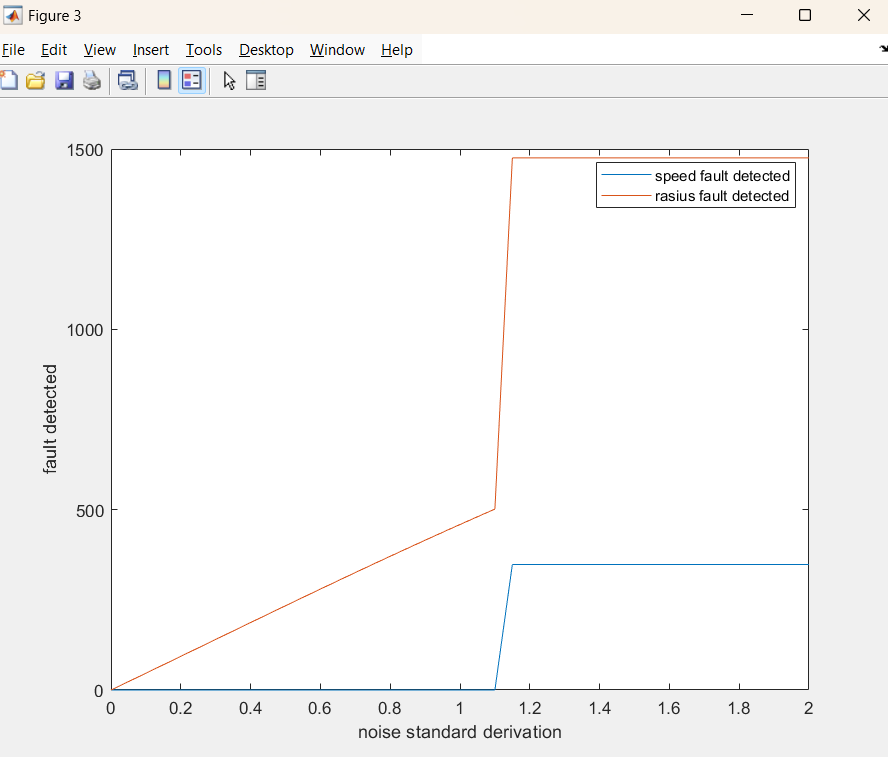 Figure 3
File Edit View Insert Tools Desktop Window Help
1500
1000
500
0
fault detected
speed fault detected
rasius fault detected
0 0.2 0.4 0.6 0.8 1 1.2 1.4 1.6 1.8 2
noise standard derivation